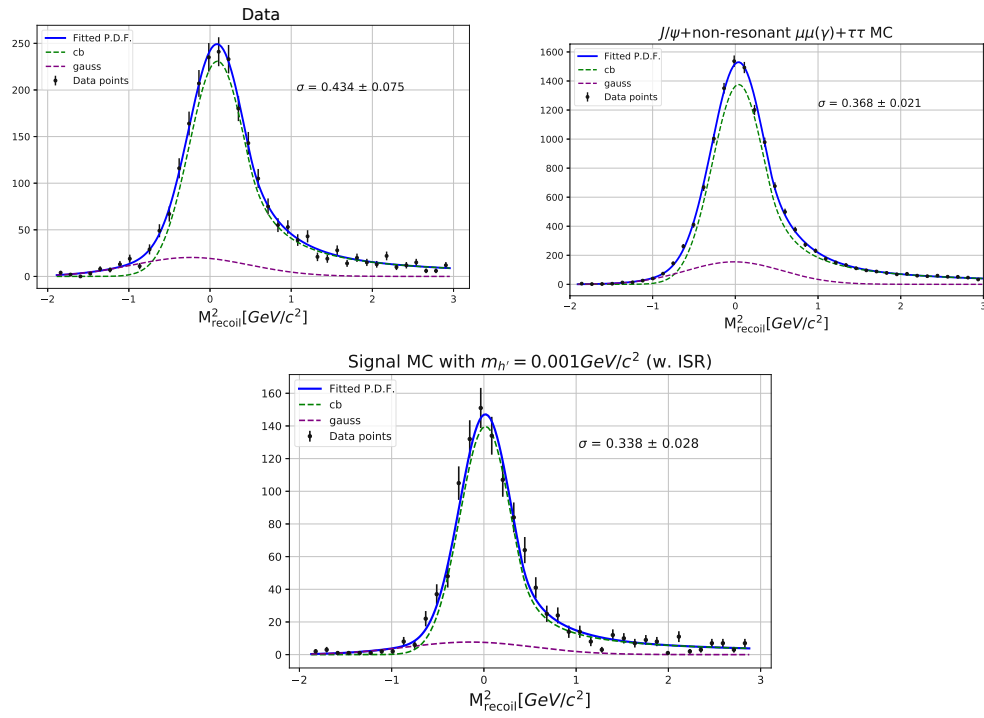 Data
Fitted P.D.F.
cb
gauss
Data points
σ = 0.434 ± 0.075
250
200
150
100
50
0
−2 −1 0 1 2 3
M²recoil[GeV/c²]
J/ψ+non-resonant μμ(γ)+ττ MC
Fitted P.D.F.
cb
gauss
Data points
σ = 0.368 ± 0.021
1600
1400
1200
1000
800
600
400
200
0
−2 −1 0 1 2 3
M²recoil[GeV/c²]
Signal MC with mh′ = 0.001GeV/c² (w. ISR)
Fitted P.D.F.
cb
gauss
Data points
σ = 0.338 ± 0.028
160
140
120
100
80
60
40
20
0
−2 −1 0 1 2 3
M²recoil[GeV/c²]